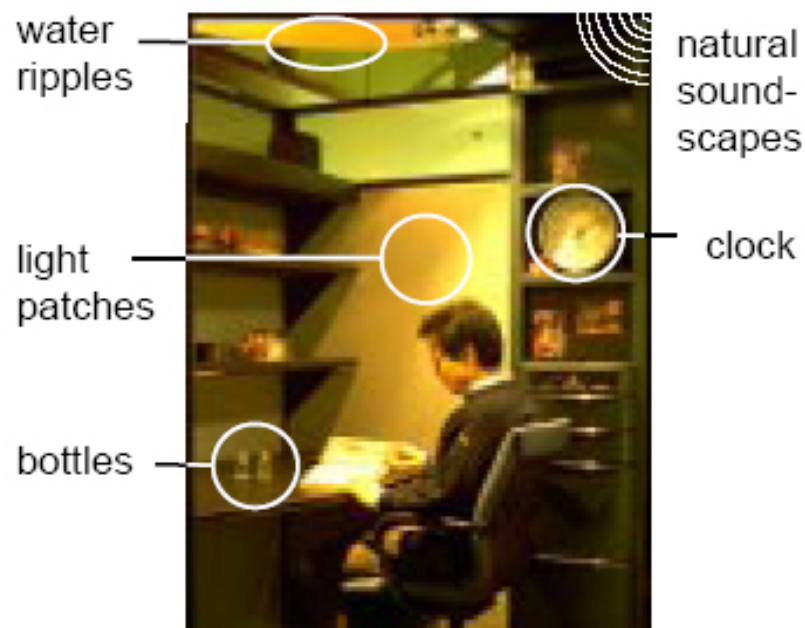 water
ripples
natural
sound-
scapes
clock
light
patches
bottles